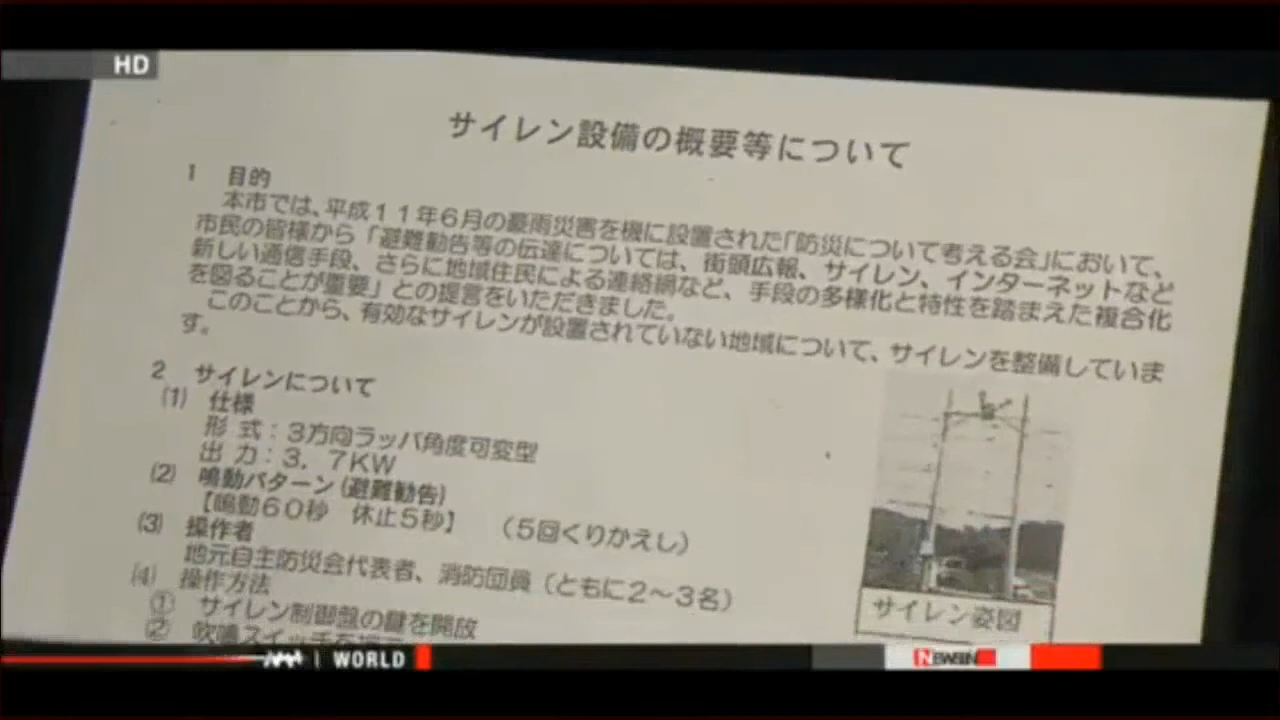 HD
サイレン設備の概要等について
1 目的
本市では、平成11年6月の豪雨災害を機に設置された「防災について考える会」において、
市民の皆様から「避難勧告等の伝達については、街頭広報、サイレン、インターネットなど
新しい通信手段、さらに地域住民による連絡網など、手段の多様化と特性を踏まえた複合化
を図ることが重要」との提言をいただきました。
このことから、有効なサイレンが設置されていない地域について、サイレンを整備していま
す。
2 サイレンについて
(1) 仕様
形 式：3方向ラッパ角度可変型
出 力：3．7KW
(2) 鳴動パターン(避難勧告)
【鳴動60秒 休止5秒】 （5回くりかえし）
(3) 操作者
地元自主防災会代表者、消防団員（ともに2〜3名）
(4) 操作方法
① サイレン制御盤の鍵を開放
② 吹鳴スイッチを
サイレン姿図
WORLD